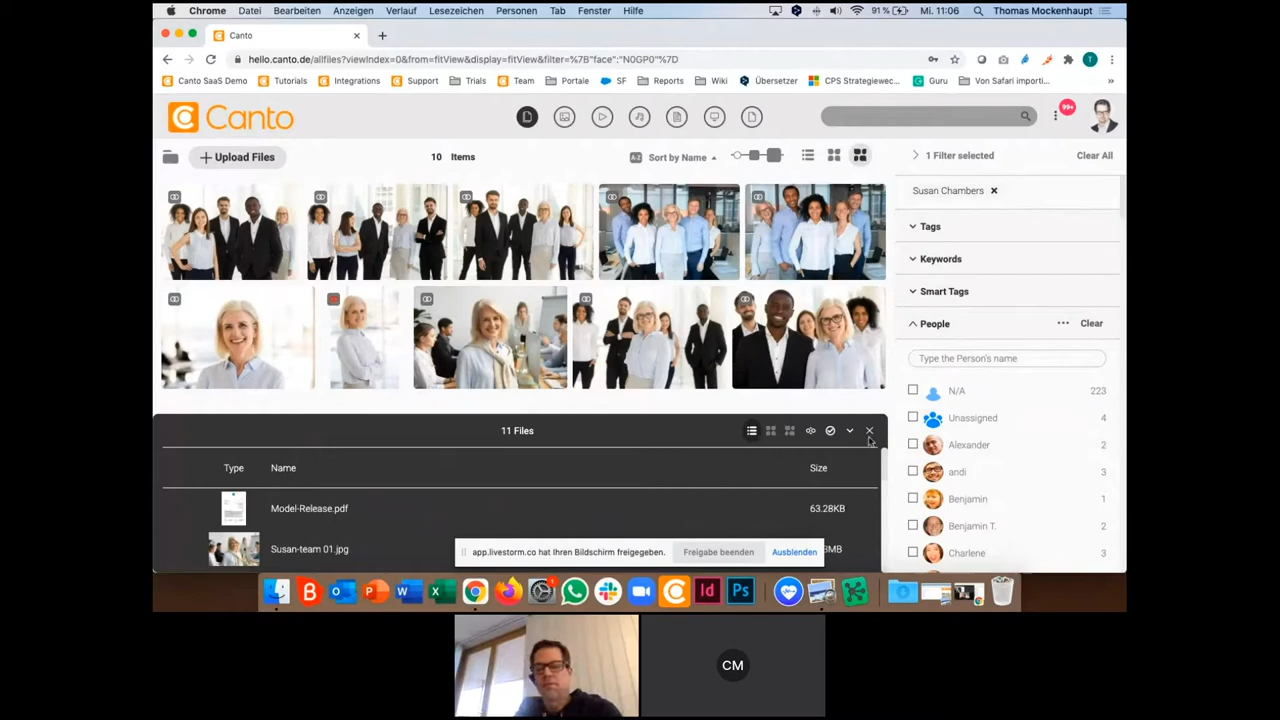 Chrome Datei Bearbeiten Anzeigen Verlauf Lesezeichen Personen Tab Fenster Hilfe 91 % Mi. 11:06 Thomas Mockenhaupt
Canto
hello.canto.de/allfiles?viewIndex=0&from=fitView&display=fitView&filter=%7B"face":"N0GP0"%7D
Canto SaaS Demo Tutorials Integrations Support Trials Team Portale SF Reports Wiki Übersetzer CPS Strategiewec... Guru Von Safari importi... »
Canto 99+
+ Upload Files 10 Items A-Z Sort by Name 1 Filter selected Clear All
Susan Chambers
Tags
Keywords
Smart Tags
People ... Clear
Type the Person's name
N/A 223
Unassigned 4
Alexander 2
andi 3
Benjamin 1
Benjamin T. 2
Charlene 3
11 Files
Type Name Size
Model-Release.pdf 63.28KB
Susan-team 01.jpg
app.livestorm.co hat Ihren Bildschirm freigegeben. Freigabe beenden Ausblenden
CM